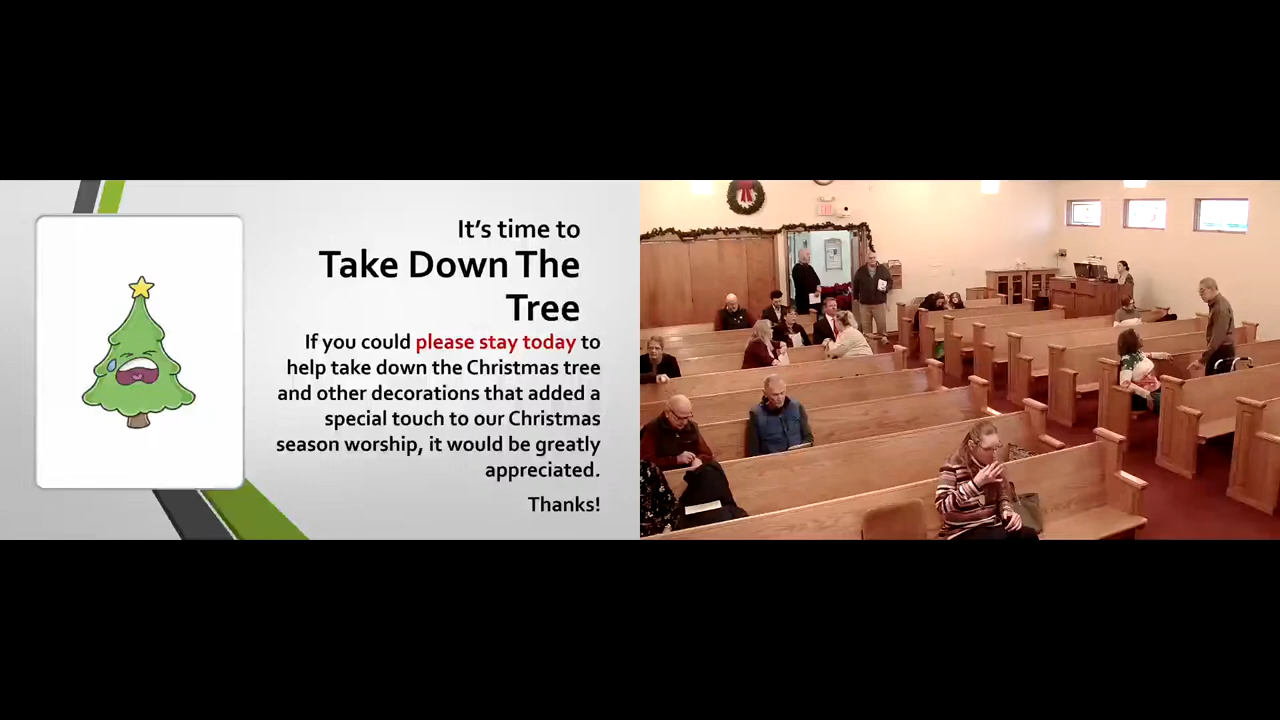 It's time to
Take Down The
Tree
If you could please stay today to
help take down the Christmas tree
and other decorations that added a
special touch to our Christmas
season worship, it would be greatly
appreciated.
Thanks!
EXIT